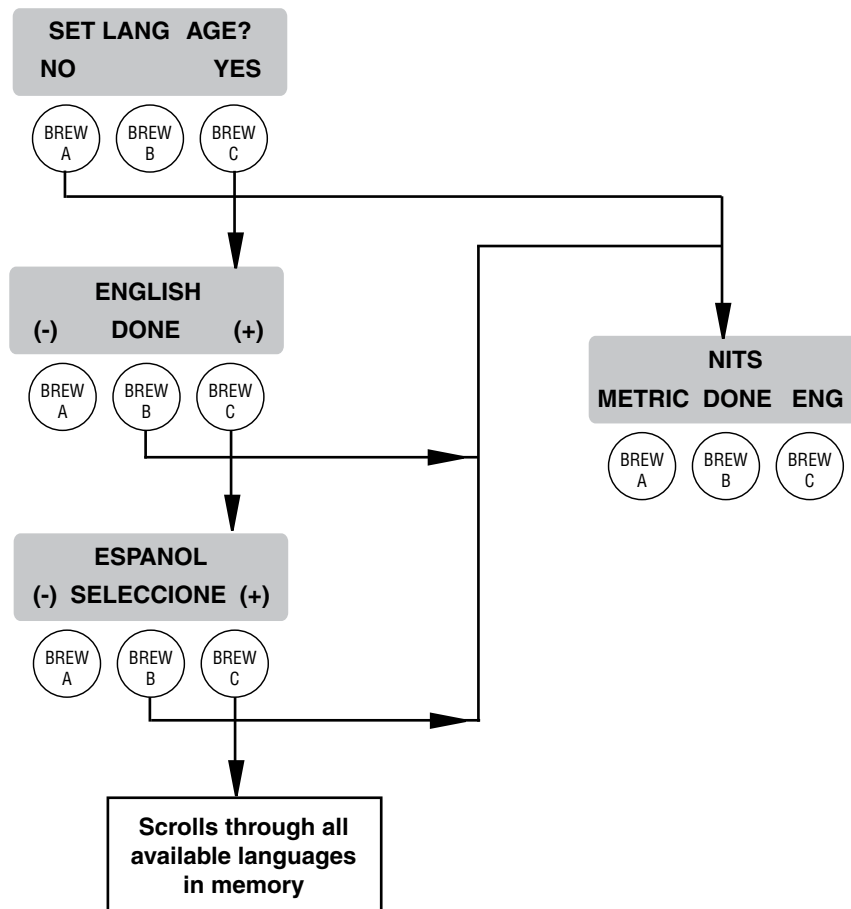 SET LANG AGE?
NO YES
BREW
A
BREW
B
BREW
C
ENGLISH
(-) DONE (+)
BREW
A
BREW
B
BREW
C
NITS
METRIC DONE ENG
BREW
A
BREW
B
BREW
C
ESPANOL
(-) SELECCIONE (+)
BREW
A
BREW
B
BREW
C
Scrolls through all
available languages
in memory